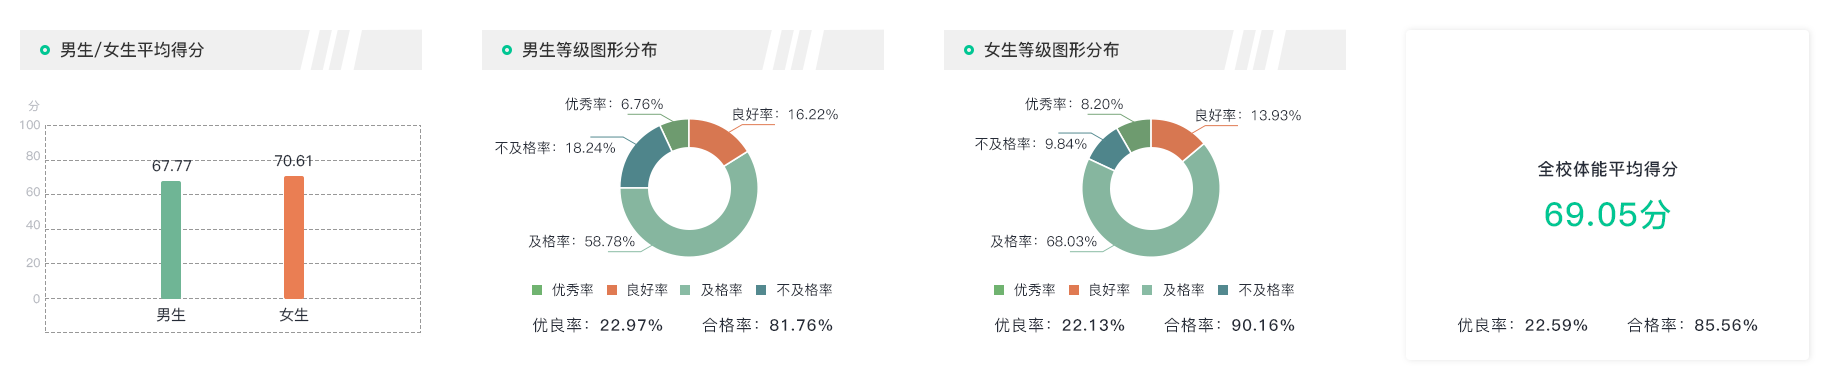 男生/女生平均得分
分
100
80
60
40
20
0
67.77
70.61
男生
女生
男生等级图形分布
优秀率：6.76%
良好率：16.22%
不及格率：18.24%
及格率：58.78%
优秀率 良好率 及格率 不及格率
优良率：22.97% 合格率：81.76%
女生等级图形分布
优秀率：8.20%
良好率：13.93%
不及格率：9.84%
及格率：68.03%
优秀率 良好率 及格率 不及格率
优良率：22.13% 合格率：90.16%
全校体能平均得分
69.05分
优良率：22.59% 合格率：85.56%